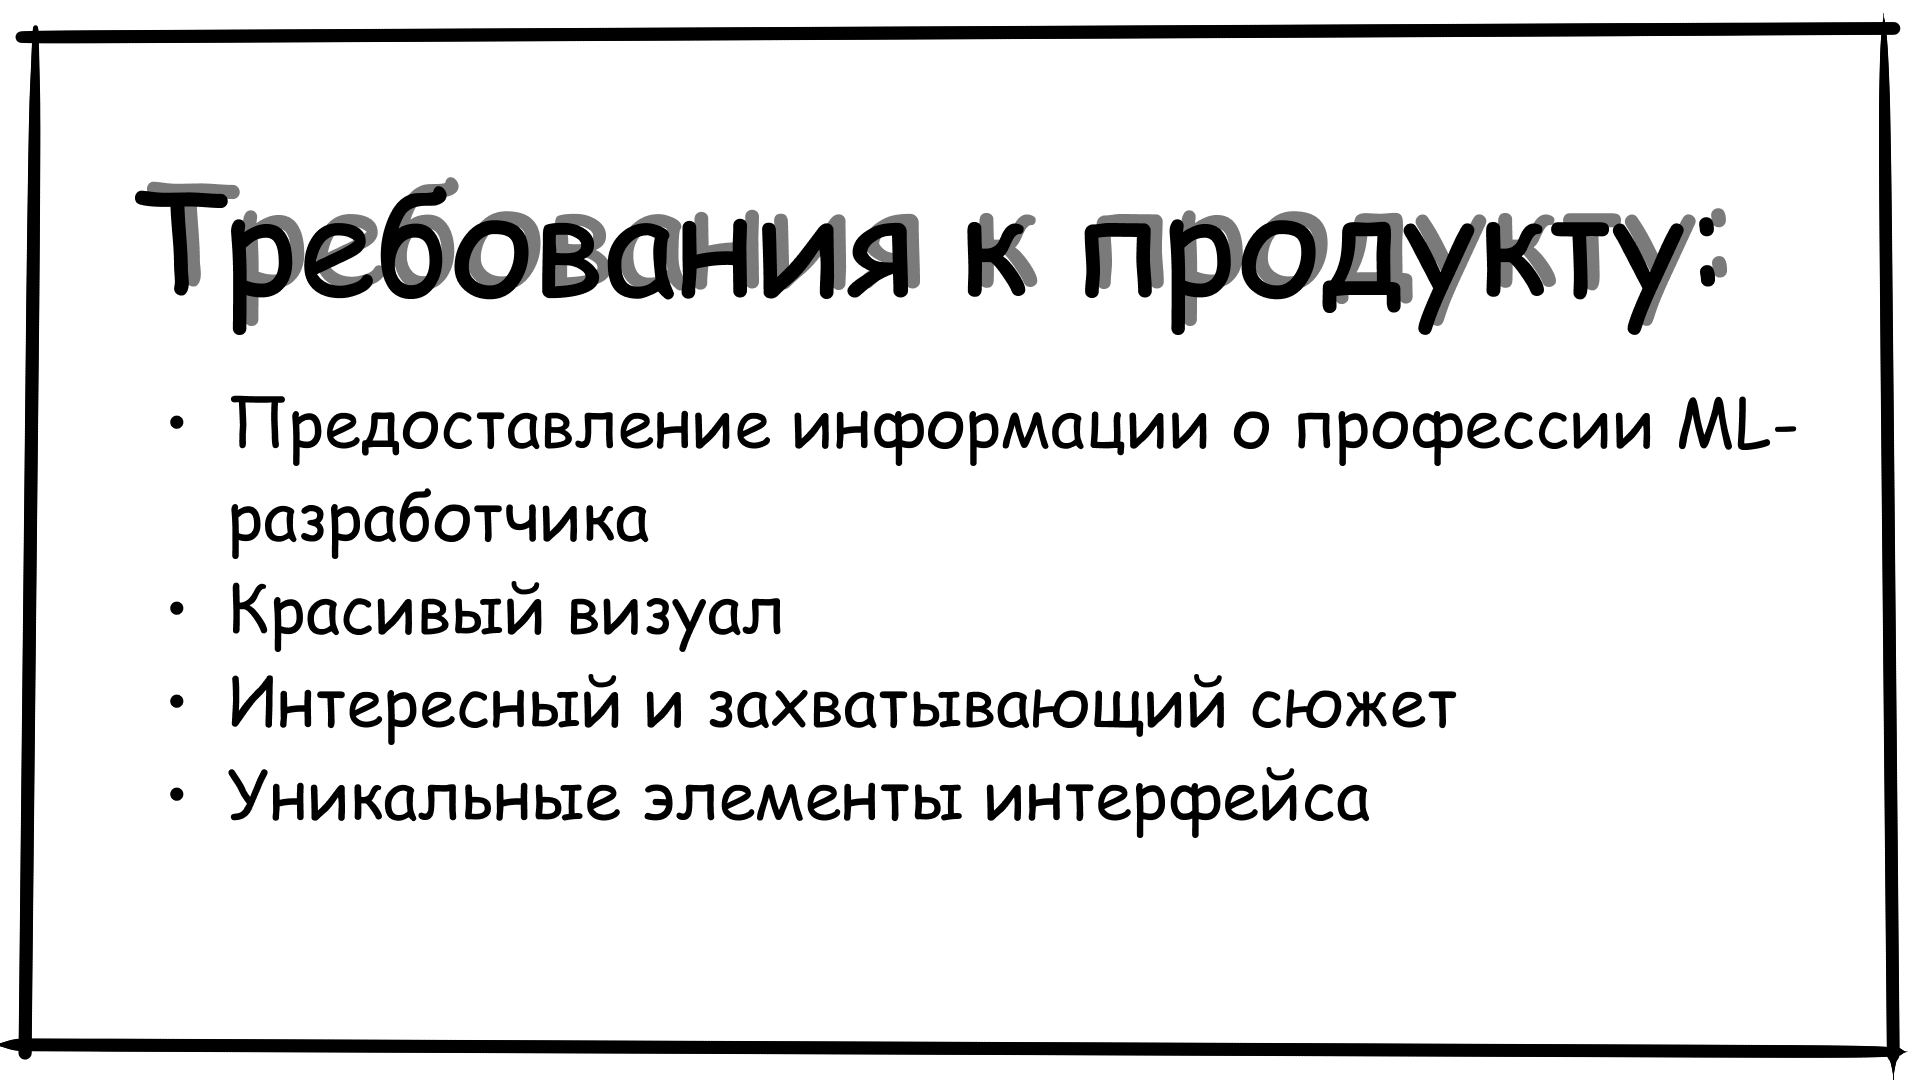 Требования к продукту:
• Предоставление информации о профессии ML-
разработчика
• Красивый визуал
• Интересный и захватывающий сюжет
• Уникальные элементы интерфейса